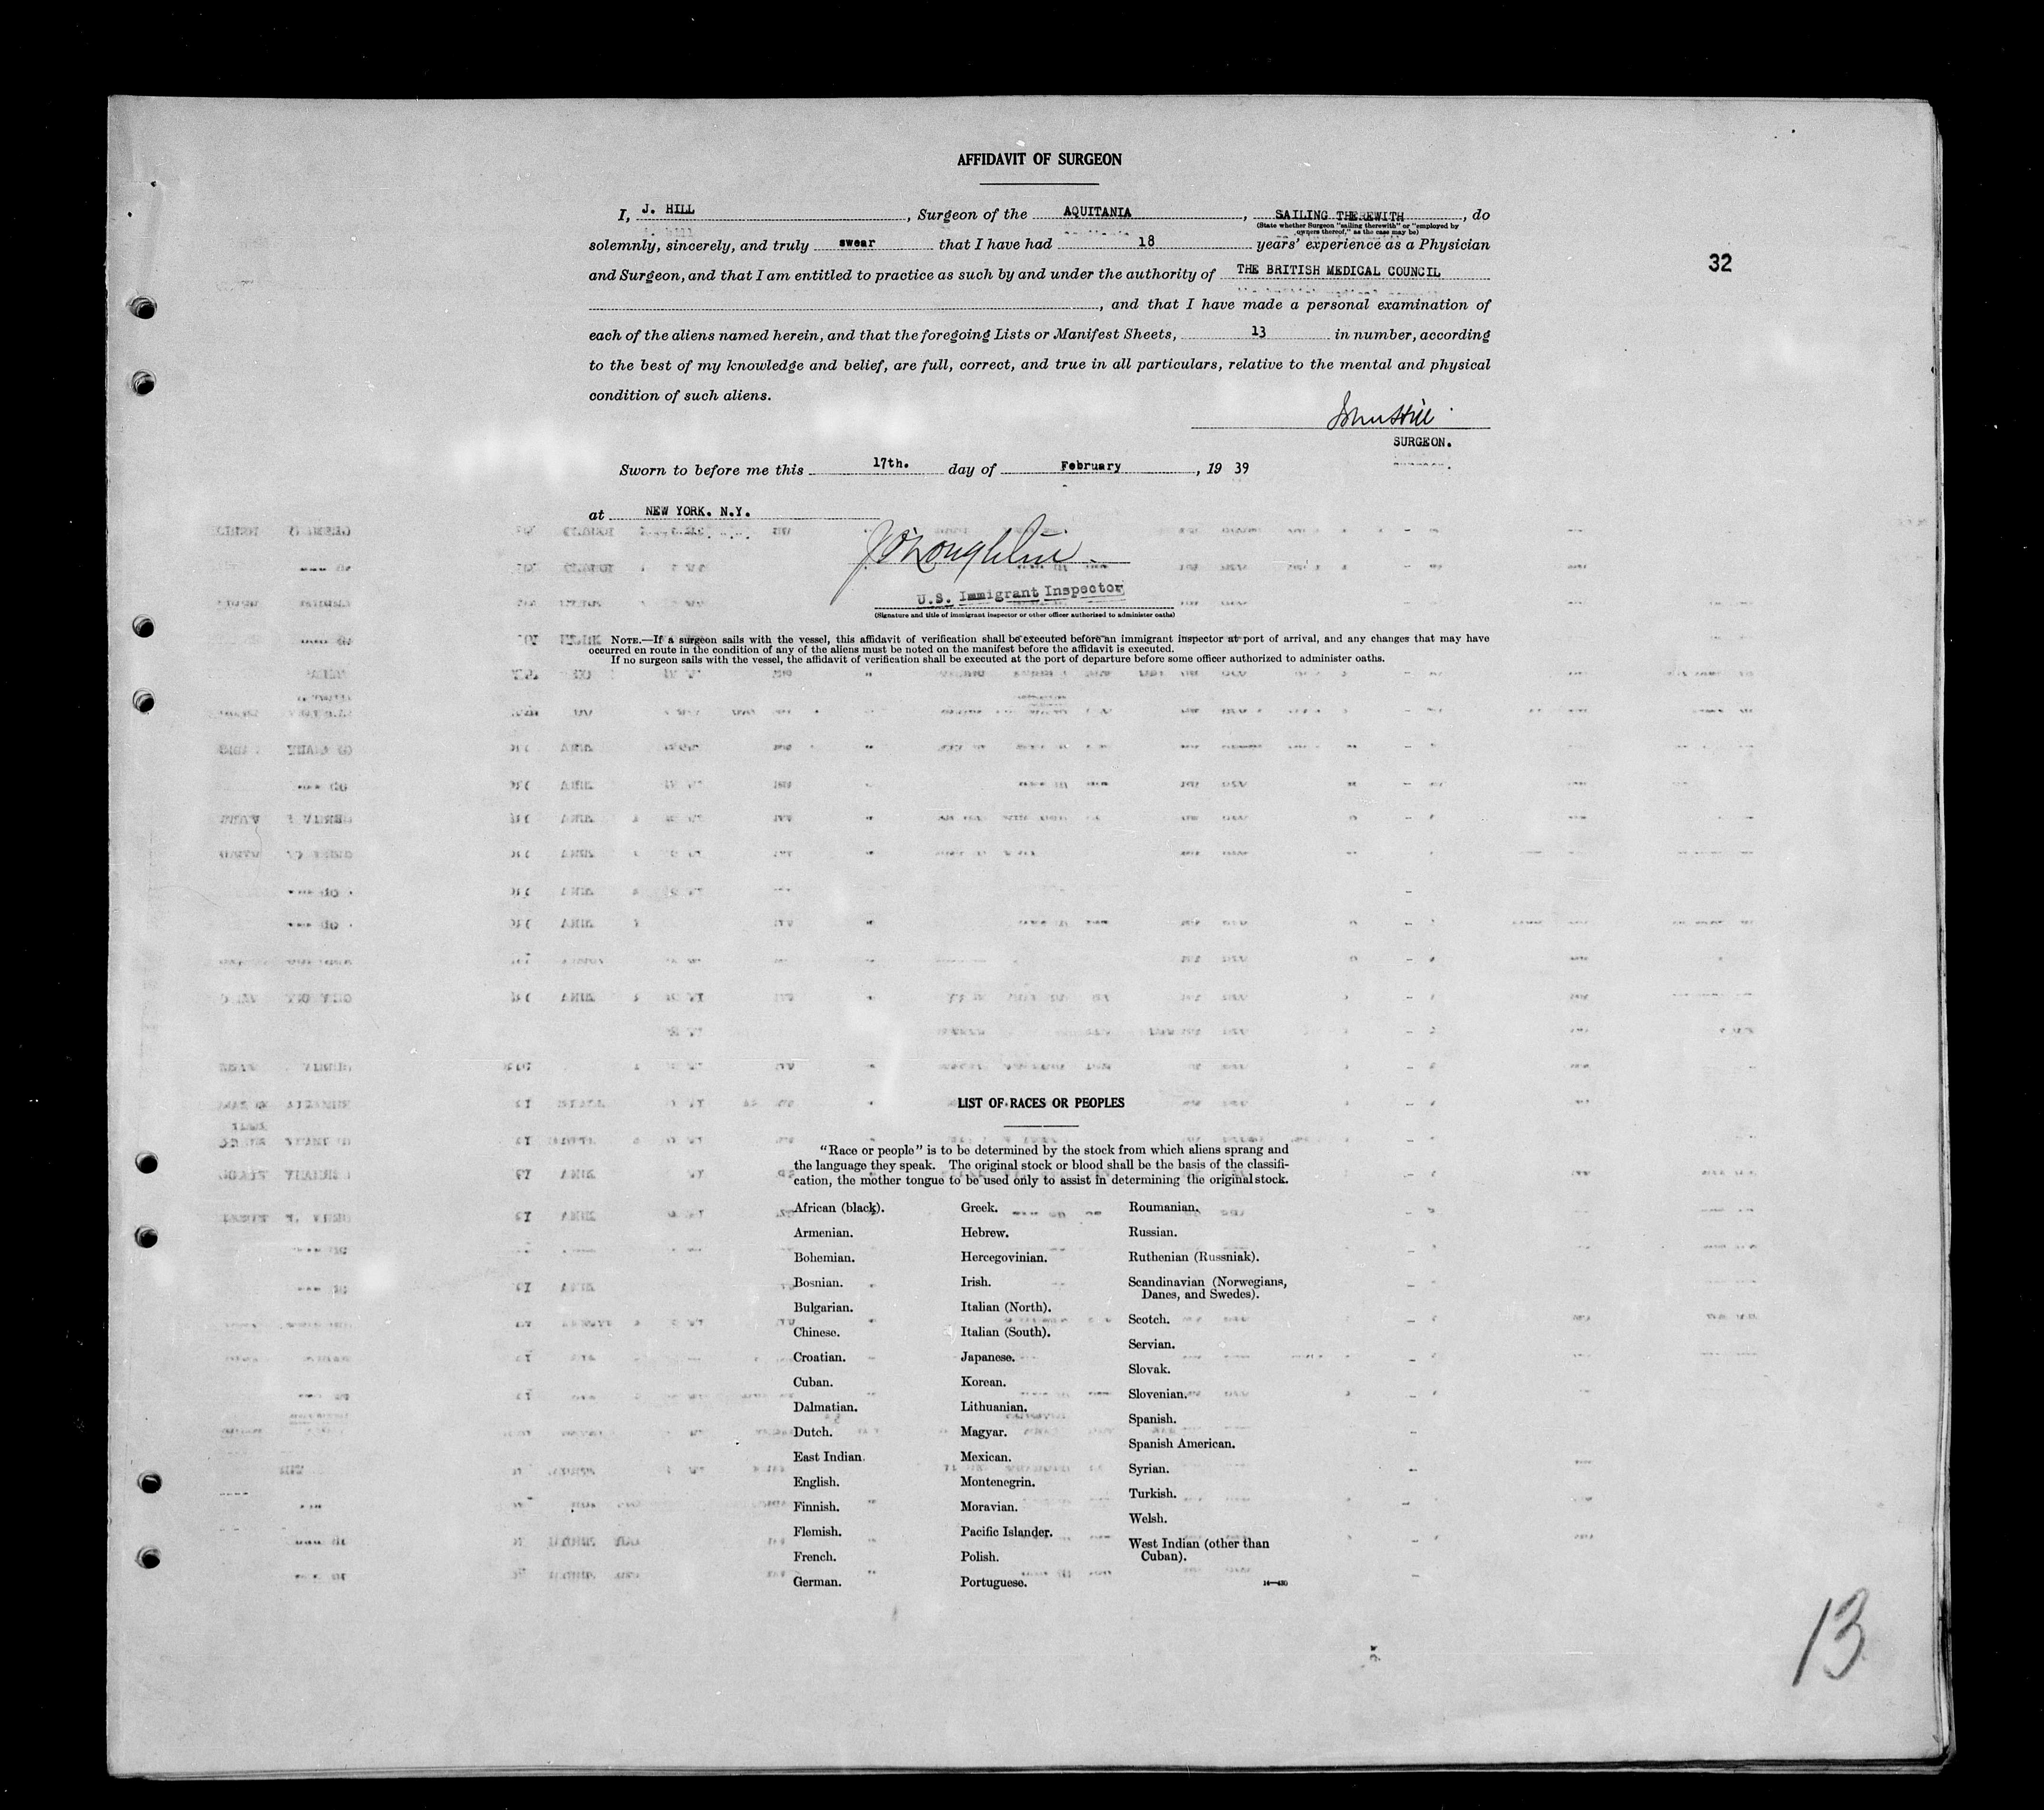 AFFIDAVIT OF SURGEON
32
I, J. HILL, Surgeon of the AQUITANIA, SAILING THEREWITH, do
(State whether Surgeon "sailing therewith" or "employed by
owners thereof," as the case may be)
solemnly, sincerely, and truly swear that I have had 18 years' experience as a Physician
and Surgeon, and that I am entitled to practice as such by and under the authority of THE BRITISH MEDICAL COUNCIL
, and that I have made a personal examination of
each of the aliens named herein, and that the foregoing Lists or Manifest Sheets, 13 in number, according
to the best of my knowledge and belief, are full, correct, and true in all particulars, relative to the mental and physical
condition of such aliens.
John Hill
SURGEON.
Sworn to before me this 17th. day of February, 19 39
at NEW YORK. N.Y.
J. O'Loughlin
U.S. Immigrant Inspector
(Signature and title of immigrant inspector or other officer authorized to administer oaths)
NOTE.—If a surgeon sails with the vessel, this affidavit of verification shall be executed before an immigrant inspector at port of arrival, and any changes that may have
occurred en route in the condition of any of the aliens must be noted on the manifest before the affidavit is executed.
If no surgeon sails with the vessel, the affidavit of verification shall be executed at the port of departure before some officer authorized to administer oaths.
LIST OF RACES OR PEOPLES
"Race or people" is to be determined by the stock from which aliens sprang and
the language they speak. The original stock or blood shall be the basis of the classifi-
cation, the mother tongue to be used only to assist in determining the original stock.
African (black).
Armenian.
Bohemian.
Bosnian.
Bulgarian.
Chinese.
Croatian.
Cuban.
Dalmatian.
Dutch.
East Indian.
English.
Finnish.
Flemish.
French.
German.
Greek.
Hebrew.
Hercegovinian.
Irish.
Italian (North).
Italian (South).
Japanese.
Korean.
Lithuanian.
Magyar.
Mexican.
Montenegrin.
Moravian.
Pacific Islander.
Polish.
Portuguese.
Roumanian.
Russian.
Ruthenian (Russniak).
Scandinavian (Norwegians,
Danes, and Swedes).
Scotch.
Servian.
Slovak.
Slovenian.
Spanish.
Spanish American.
Syrian.
Turkish.
Welsh.
West Indian (other than
Cuban).
13